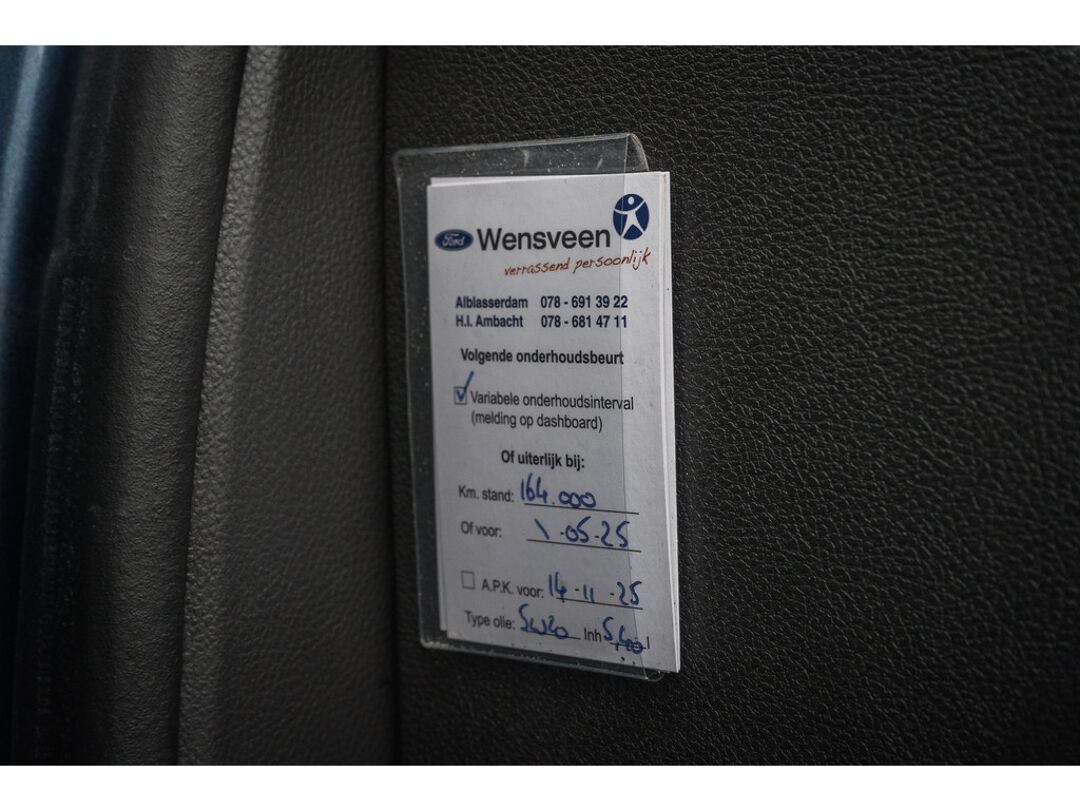 Ford Wensveen
verrassend persoonlijk
Alblasserdam 078 - 691 39 22
H.I. Ambacht 078 - 681 47 11
Volgende onderhoudsbeurt
Variabele onderhoudsinterval
(melding op dashboard)
Of uiterlijk bij:
Km. stand: 164.000
Of voor: \-05-25
A.P.K. voor: 14-11-25
Type olie: 5W20 Inh 5,400 l